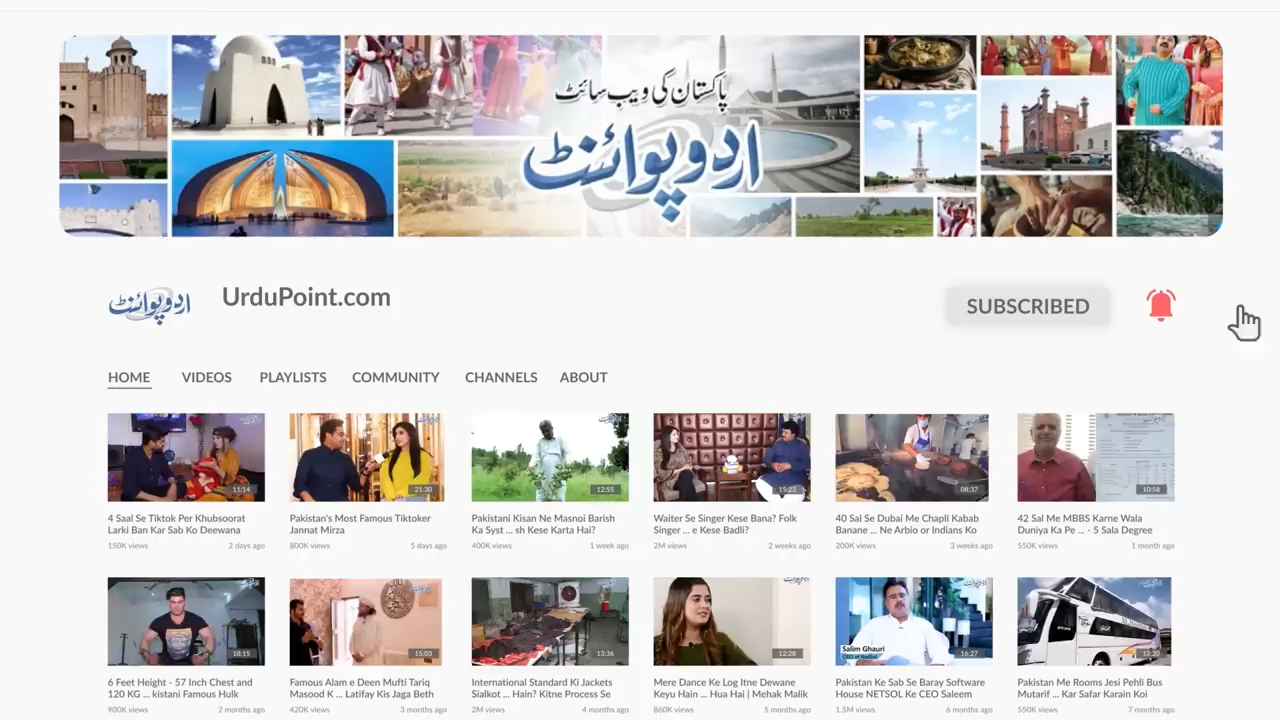 پاکستان کی ویب سائٹ
اردو پوائنٹ
اردو پوائنٹ
UrduPoint.com
SUBSCRIBED
HOME VIDEOS PLAYLISTS COMMUNITY CHANNELS ABOUT
11:14
21:30
12:55
15:23
08:37
10:58
4 Saal Se Tiktok Per Khubsoorat
Larki Ban Kar Sab Ko Deewana
150K views 2 days ago
Pakistan's Most Famous Tiktoker
Jannat Mirza
800K views 5 days ago
Pakistani Kisan Ne Masnoi Barish
Ka Syst ... sh Kese Karta Hai?
400K views 1 week ago
Waiter Se Singer Kese Bana? Folk
Singer ... e Kese Badli?
2M views 2 weeks ago
40 Sal Se Dubai Me Chapli Kabab
Banane ... Ne Arbio or Indians Ko
200K views 3 weeks ago
42 Sal Me MBBS Karne Wala
Duniya Ka Pe ... - 5 Sala Degree
550K views 1 month ago
18:15
15:03
13:36
12:28
Salim Ghauri
CEO of NetSol
16:27
13:20
6 Feet Height - 57 Inch Chest and
120 KG ... kistani Famous Hulk
900K views 2 months ago
Famous Alam e Deen Mufti Tariq
Masood K ... Latifay Kis Jaga Beth
420K views 3 months ago
International Standard Ki Jackets
Sialkot ... Hain? Kitne Process Se
2M views 4 months ago
Mere Dance Ke Log Itne Dewane
Keyu Hain ... Hua Hai | Mehak Malik
860K views 5 months ago
Pakistan Ke Sab Se Baray Software
House NETSOL Ke CEO Saleem
1.5M views 6 months ago
Pakistan Me Rooms Jesi Pehli Bus
Mutarif ... Kar Safar Karain Koi
550K views 7 months ago